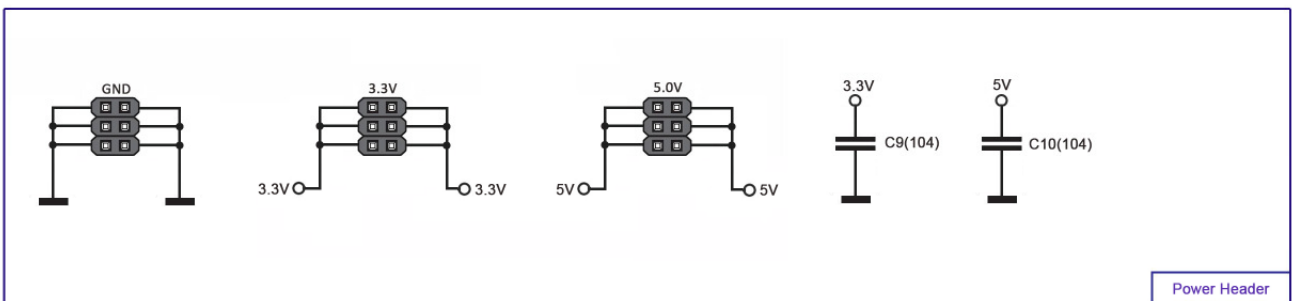 GND
3.3V
5.0V
3.3V
5V
C9(104)
C10(104)
3.3V
3.3V
5V
5V
Power Header